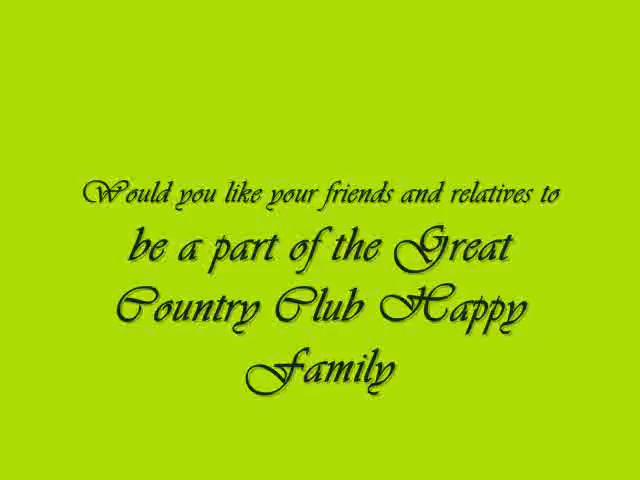 Would you like your friends and relatives to
be a part of the Great
Country Club Happy
Family